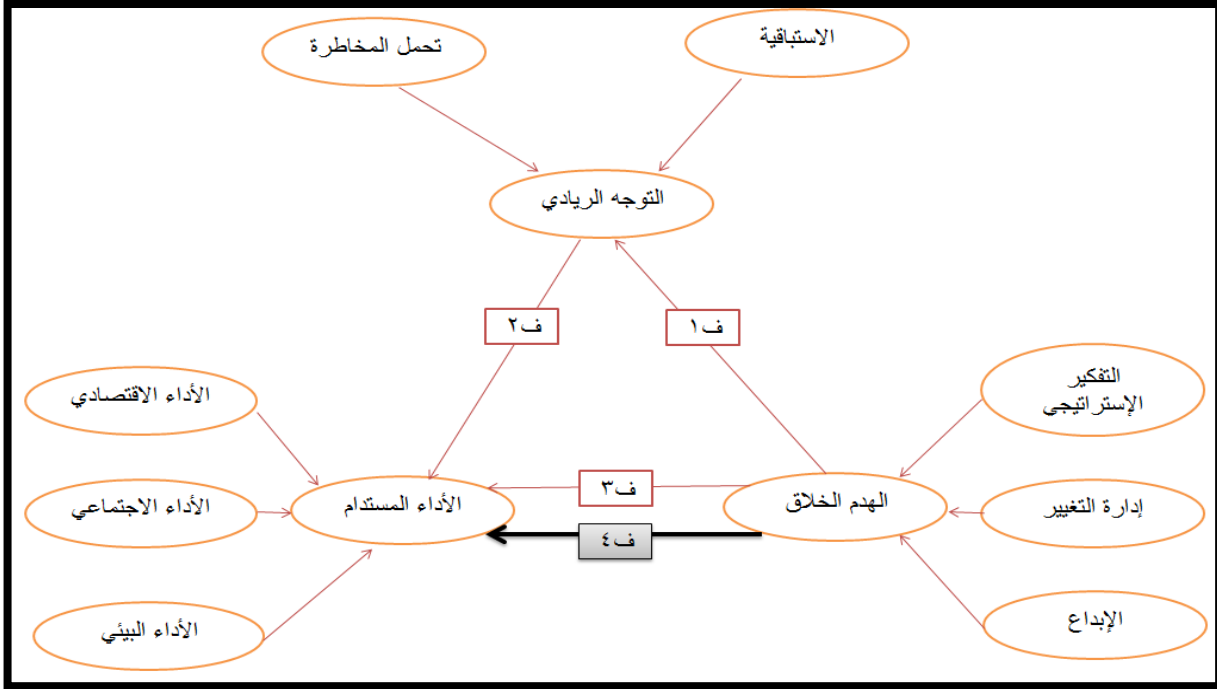 الاستباقية
تحمل المخاطرة
التوجه الريادي
ف١
ف٢
التفكير
الإستراتيجي
الأداء الاقتصادي
ف٣
الهدم الخلاق
الأداء المستدام
إدارة التغيير
الأداء الاجتماعي
ف٤
الإبداع
الأداء البيئي